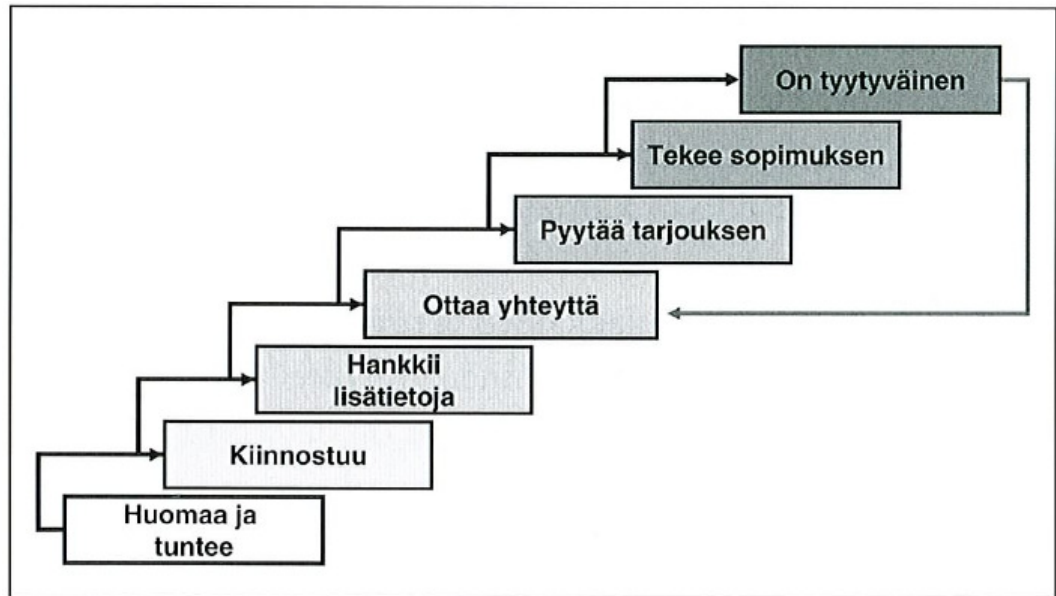 On tyytyväinen
Tekee sopimuksen
Pyytää tarjouksen
Ottaa yhteyttä
Hankkii
lisätietoja
Kiinnostuu
Huomaa ja
tuntee